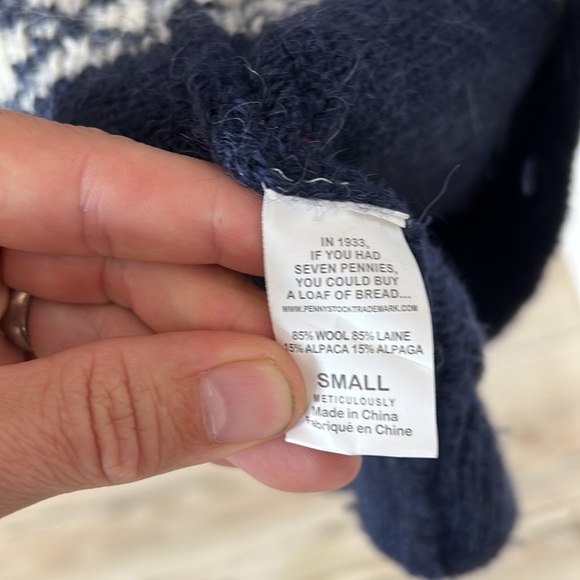 IN 1933,
IF YOU HAD
SEVEN PENNIES,
YOU COULD BUY
A LOAF OF BREAD...
WWW.PENNYSTOCKTRADEMARK.COM
85% WOOL 85% LAINE
15% ALPACA 15% ALPAGA
SMALL
METICULOUSLY
Made in China
Fabriqué en Chine